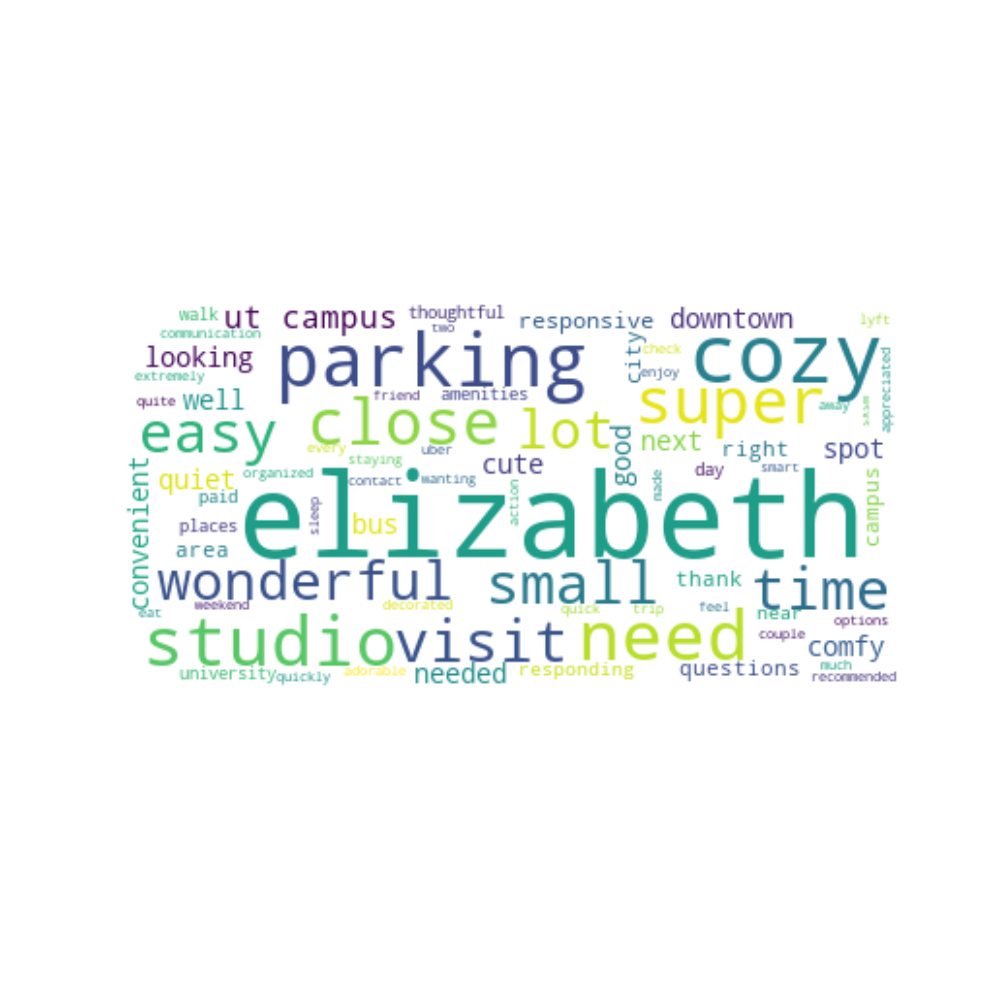 walk
ut campus
thoughtful
two
responsive
downtown
lyft
communication
looking
parking
city
check
cozy
extremely
enjoy
appreciated
quite
well
friend
amenities
super
away
easy
close
lot
good
next
right
spot
every
uber
cute
convenient
quiet
organized
staying
contact
wanting
made
day
smart
campus
paid
places
sleep
bus
action
elizabeth
area
wonderful
small
thank
time
eat
weekend
decorated
quick
trip
feel
near
options
studio
visit
need
couple
comfy
university
quickly
adorable
needed
responding
questions
much
recommended